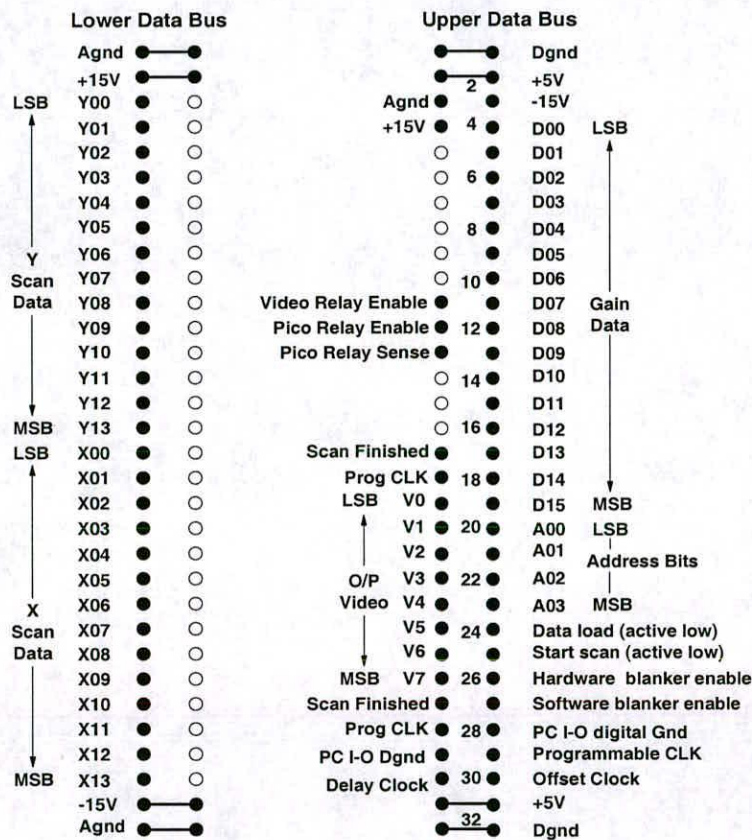 Lower Data Bus Upper Data Bus
Agnd Dgnd
+15V 2 +5V
LSB Y00 Agnd -15V
Y01 +15V 4 D00 LSB
Y02 D01
Y03 6 D02
Y04 D03
Y05 8 D04
Y06 D05
Y Scan Data Y07 10 D06
Y08 Video Relay Enable D07 Gain Data
Y09 Pico Relay Enable 12 D08
Y10 Pico Relay Sense D09
Y11 14 D10
Y12 D11
MSB Y13 16 D12
LSB X00 Scan Finished D13
X01 Prog CLK 18 D14
X02 LSB V0 D15 MSB
X03 V1 20 A00 LSB
X04 V2 A01 Address Bits
X05 O/P Video V3 22 A02
X06 V4 A03 MSB
X Scan Data X07 V5 24 Data load (active low)
X08 V6 Start scan (active low)
X09 MSB V7 26 Hardware blanker enable
X10 Scan Finished Software blanker enable
X11 Prog CLK 28 PC I-O digital Gnd
X12 PC I-O Dgnd Programmable CLK
MSB X13 Delay Clock 30 Offset Clock
-15V +5V
Agnd 32 Dgnd